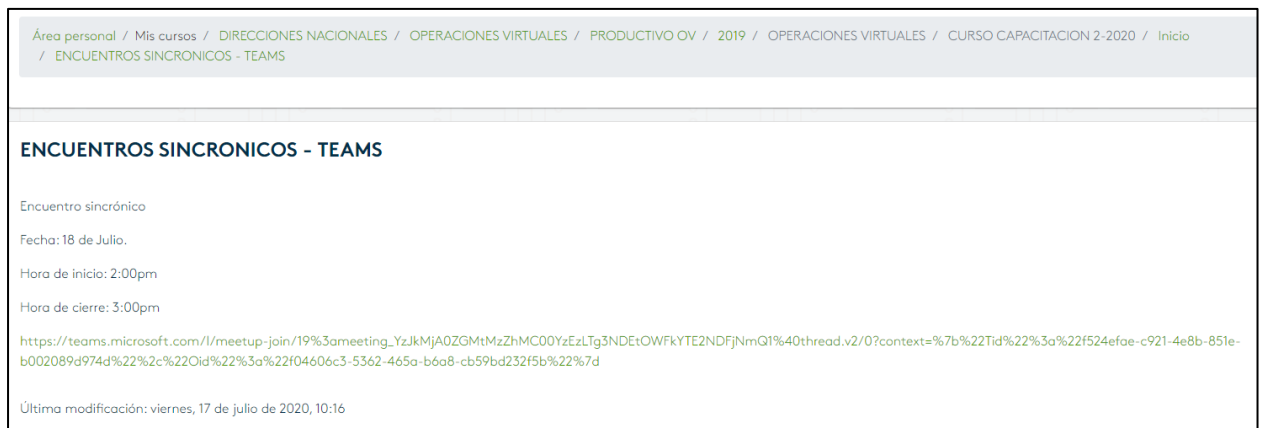 Área personal / Mis cursos / DIRECCIONES NACIONALES / OPERACIONES VIRTUALES / PRODUCTIVO OV / 2019 / OPERACIONES VIRTUALES / CURSO CAPACITACION 2-2020 / Inicio
/ ENCUENTROS SINCRONICOS - TEAMS
ENCUENTROS SINCRONICOS - TEAMS
Encuentro sincrónico
Fecha: 18 de Julio.
Hora de inicio: 2:00pm
Hora de cierre: 3:00pm
https://teams.microsoft.com/l/meetup-join/19%3ameeting_YzJkMjA0ZGMtMzZhMC00YzEzLTg3NDEtOWFkYTE2NDFjNmQ1%40thread.v2/0?context=%7b%22Tid%22%3a%22f524efae-c921-4e8b-851e-
b002089d974d%22%2c%22Oid%22%3a%22f04606c3-5362-465a-b6a8-cb59bd232f5b%22%7d
Última modificación: viernes, 17 de julio de 2020, 10:16